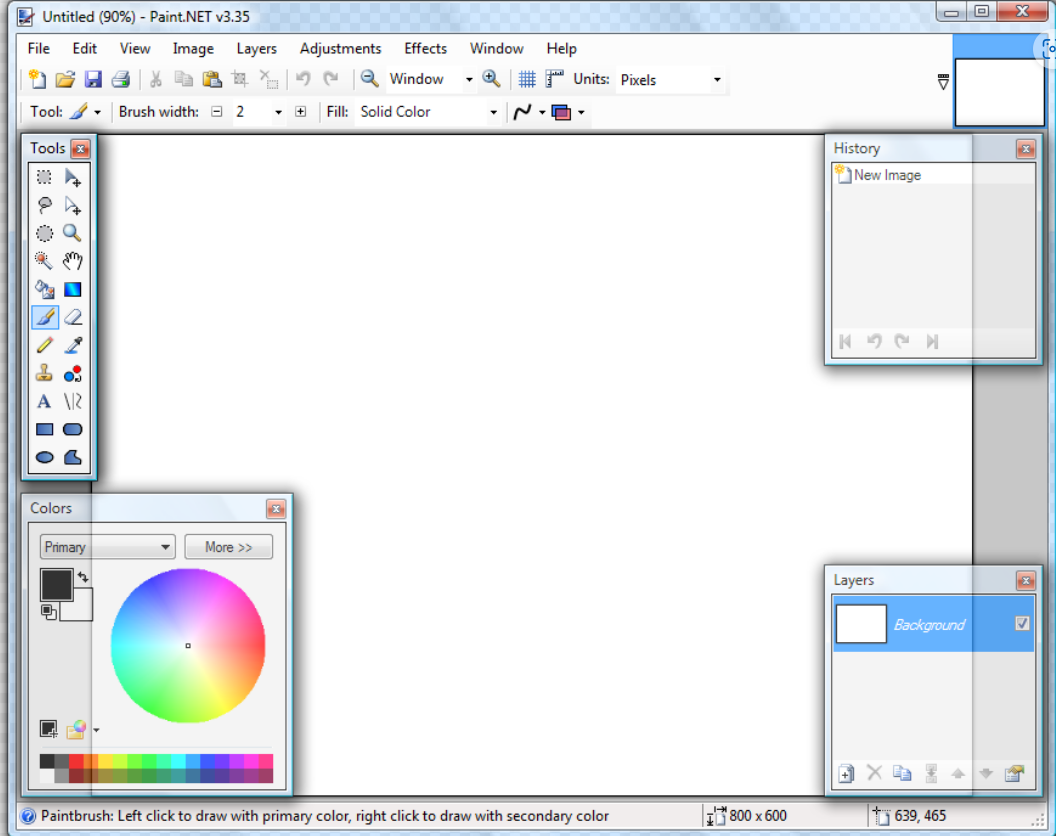 Untitled (90%) - Paint.NET v3.35
File Edit View Image Layers Adjustments Effects Window Help
Window Units: Pixels
Tool: Brush width: 2 Fill: Solid Color
Tools
History
New Image
A
Colors
Primary More >>
Layers
Background
Paintbrush: Left click to draw with primary color, right click to draw with secondary color 800 x 600 639, 465